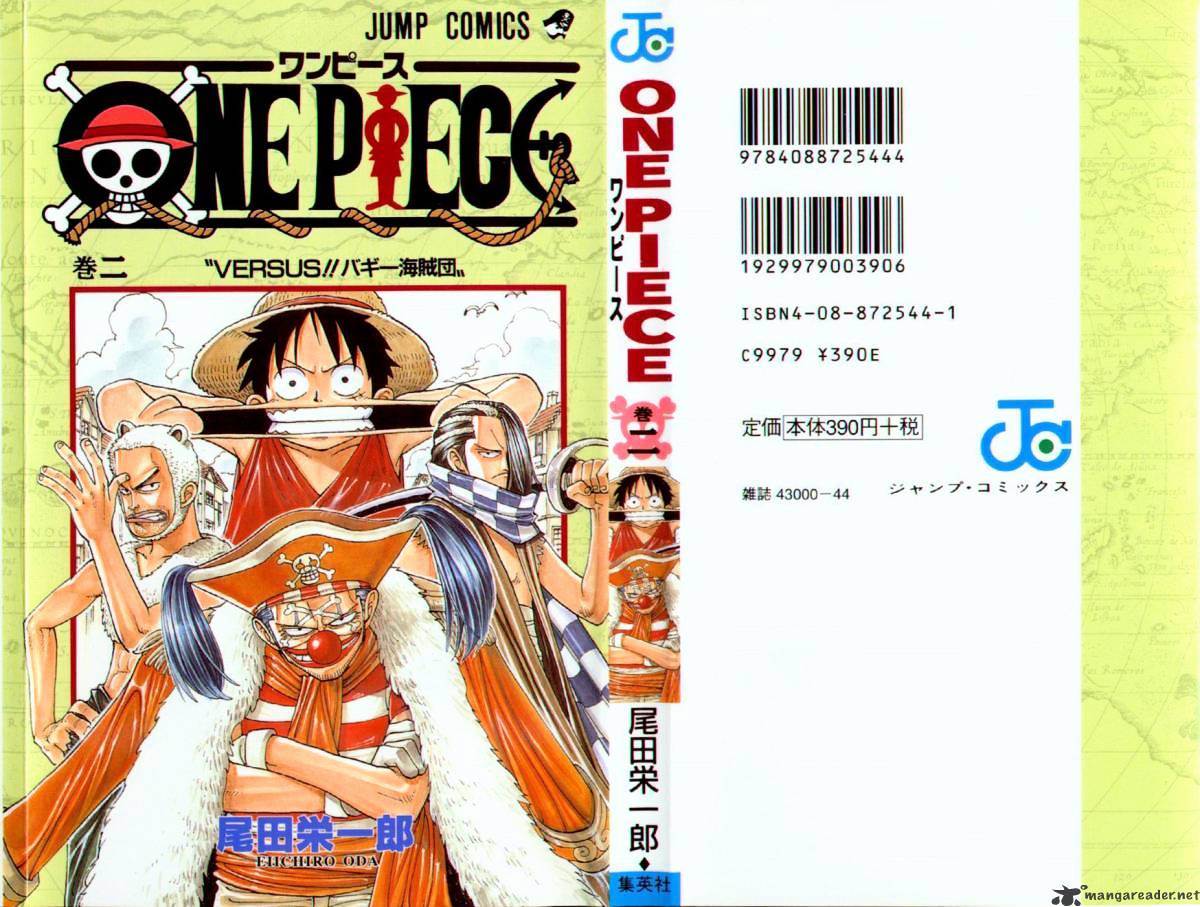 JUMP COMICS
ワンピース
ONE PIECE
巻二
“VERSUS!!バギー海賊団„
尾田栄一郎
EIICHIRO ODA
JC
ONE PIECE
ワンピース
巻二
尾田栄一郎
集英社
9784088725444
1929979003906
ISBN4-08-872544-1
C9979 ¥390E
定価 本体390円+税
雑誌 43000-44
JC
ジャンプ・コミックス
mangareader.net